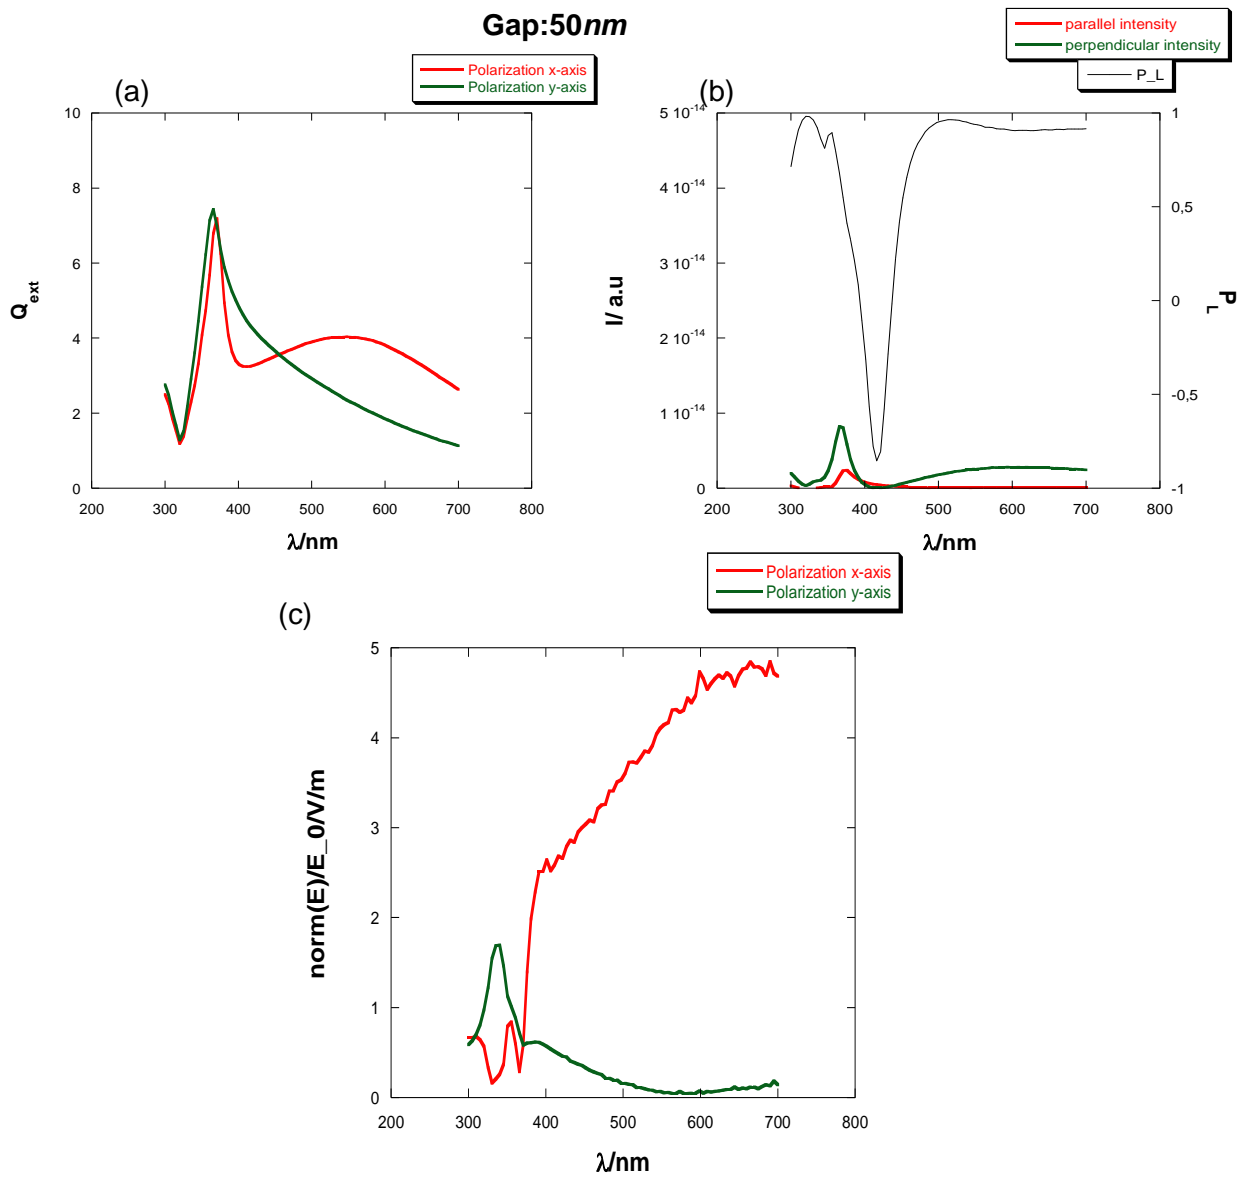 Gap:50nm
parallel intensity
perpendicular intensity
P_L
Polarization x-axis
Polarization y-axis
(a)
(b)
10
8
6
4
2
0
Q_ext
200 300 400 500 600 700 800
λ/nm
5 10^-14
4 10^-14
3 10^-14
2 10^-14
1 10^-14
0
I/ a.u
1
0,5
0
-0,5
-1
P_L
200 300 400 500 600 700 800
λ/nm
Polarization x-axis
Polarization y-axis
(c)
5
4
3
2
1
0
norm(E)/E_0/V/m
200 300 400 500 600 700 800
λ/nm